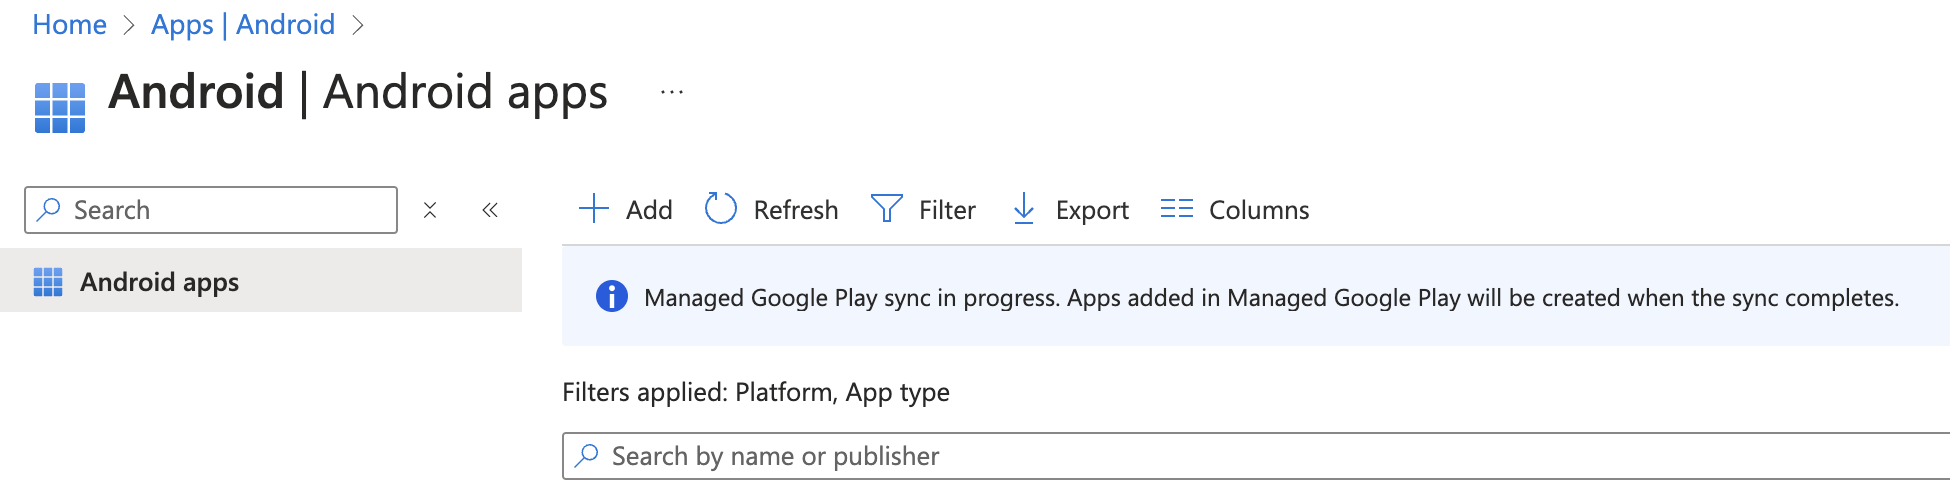 Home > Apps | Android >
Android | Android apps ...
Search
Add Refresh Filter Export Columns
Android apps
Managed Google Play sync in progress. Apps added in Managed Google Play will be created when the sync completes.
Filters applied: Platform, App type
Search by name or publisher